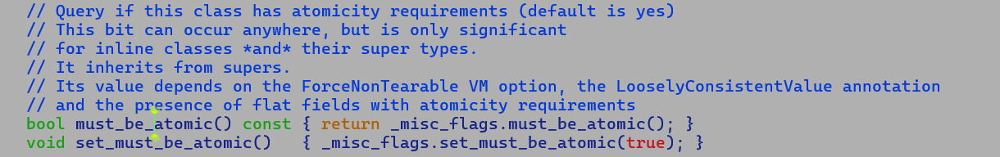 // Query if this class has atomicity requirements (default is yes)
// This bit can occur anywhere, but is only significant
// for inline classes *and* their super types.
// It inherits from supers.
// Its value depends on the ForceNonTearable VM option, the LooselyConsistentValue annotation
// and the presence of flat fields with atomicity requirements
bool must_be_atomic() const { return _misc_flags.must_be_atomic(); }
void set_must_be_atomic()   { _misc_flags.set_must_be_atomic(true); }